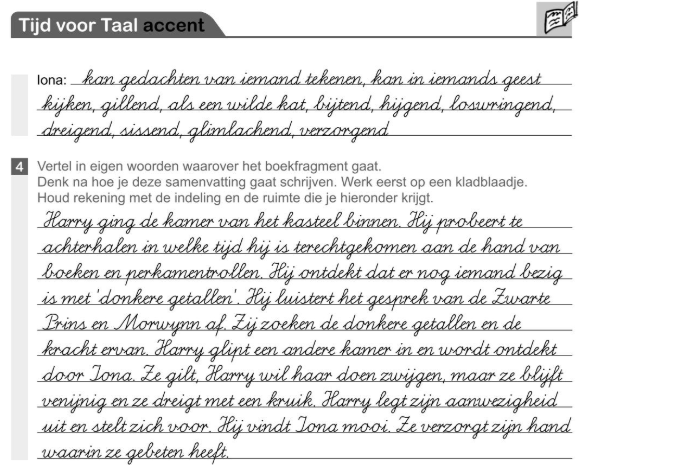 Tijd voor Taal accent
Iona: kan gedachten van iemand tekenen, kan in iemands geest
kijken, gillend, als een wilde kat, bijtend, hijgend, loswringend,
dreigend, sissend, glimlachend, verzorgend
4 Vertel in eigen woorden waarover het boekfragment gaat.
Denk na hoe je deze samenvatting gaat schrijven. Werk eerst op een kladblaadje.
Houd rekening met de indeling en de ruimte die je hieronder krijgt.
Harry ging de kamer van het kasteel binnen. Hij probeert te
achterhalen in welke tijd hij is terechtgekomen aan de hand van
boeken en perkamentrollen. Hij ontdekt dat er nog iemand bezig
is met 'donkere getallen'. Hij luistert het gesprek van de Zwarte
Prins en Morwynn af. Zij zoeken de donkere getallen en de
kracht ervan. Harry glipt een andere kamer in en wordt ontdekt
door Iona. Ze gilt, Harry wil haar doen zwijgen, maar ze blijft
venijnig en ze dreigt met een kruik. Harry legt zijn aanwezigheid
uit en stelt zich voor. Hij vindt Iona mooi. Ze verzorgt zijn hand
waarin ze gebeten heeft.